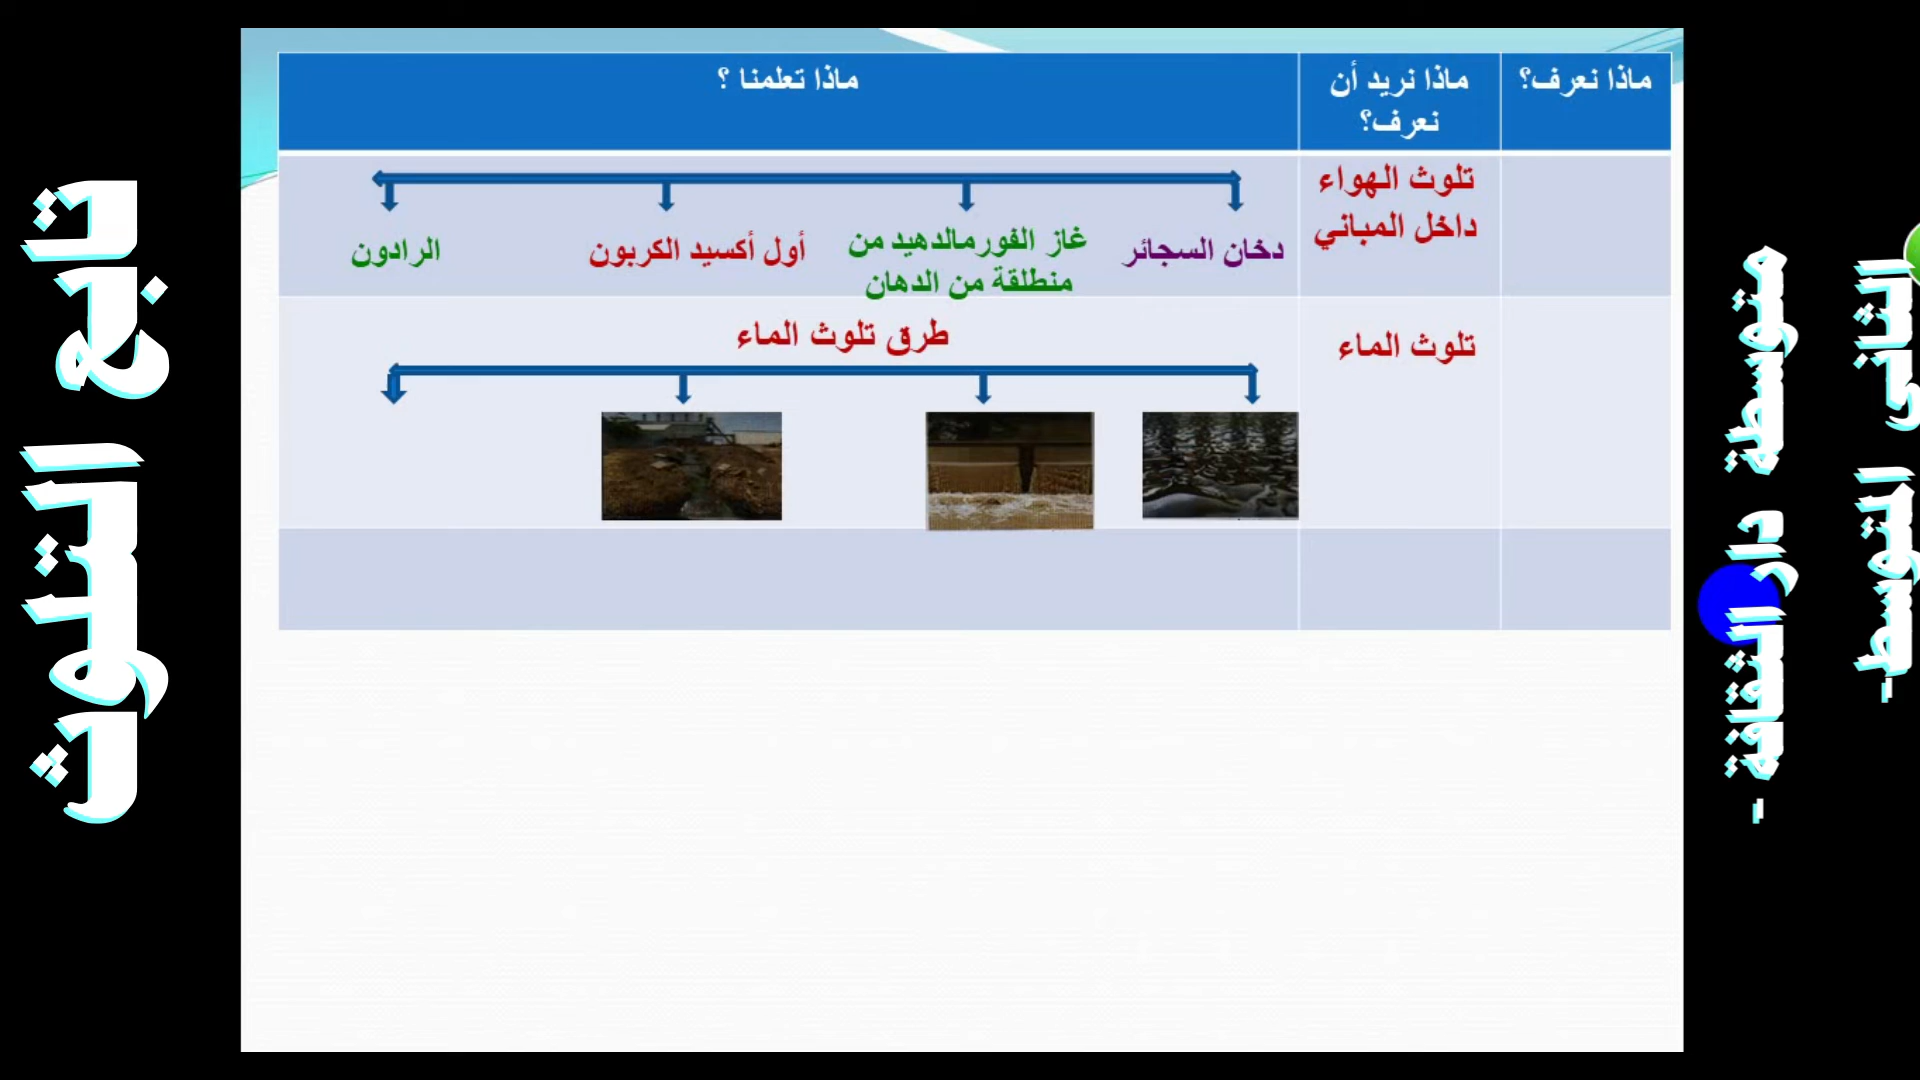 ماذا نعرف؟
ماذا نريد أن
نعرف؟
ماذا تعلمنا ؟
تلوث الهواء
داخل المباني
دخان السجائر
غاز الفورمالدهيد من
منطلقة من الدهان
أول أكسيد الكربون
الرادون
تلوث الماء
طرق تلوث الماء
تابع التلوث
متوسطة دار الثقافة -
الثانى المتوسط-